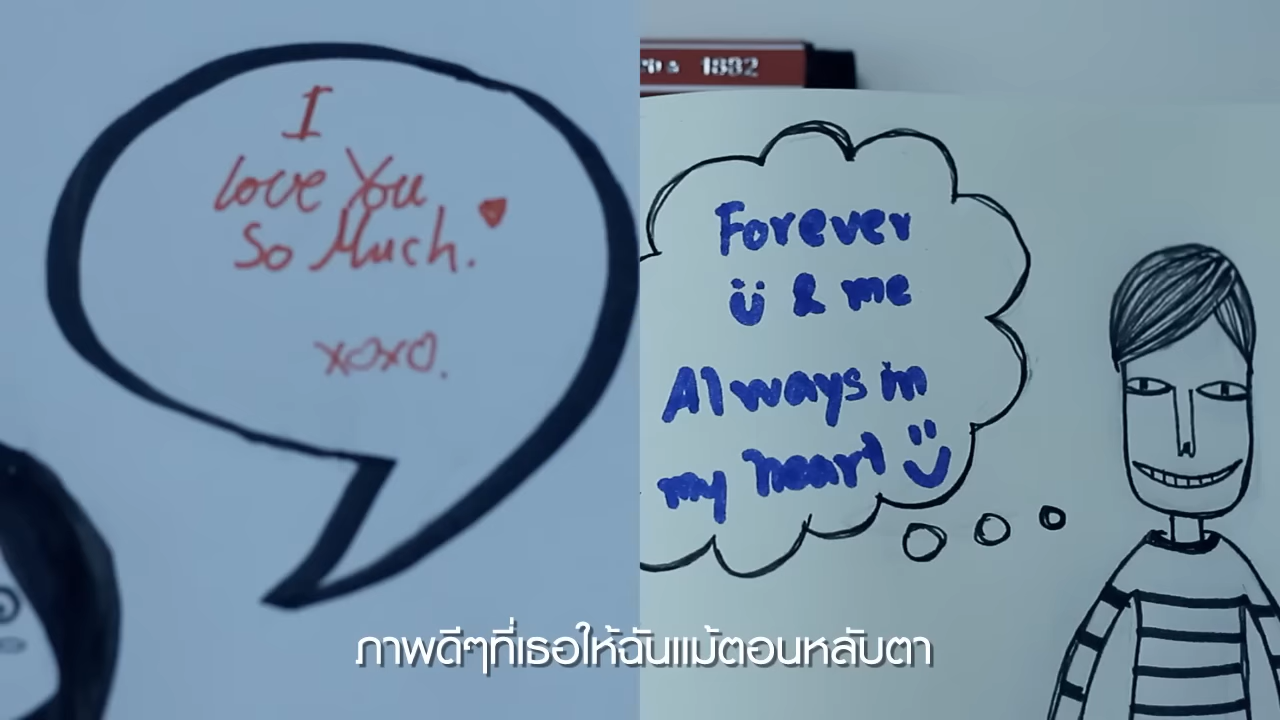 I
Love You
So Much.
xoxo.
1882
Forever
& me
Always in
my heart
ภาพดีๆที่เธอให้ฉันแม้ตอนหลับตา